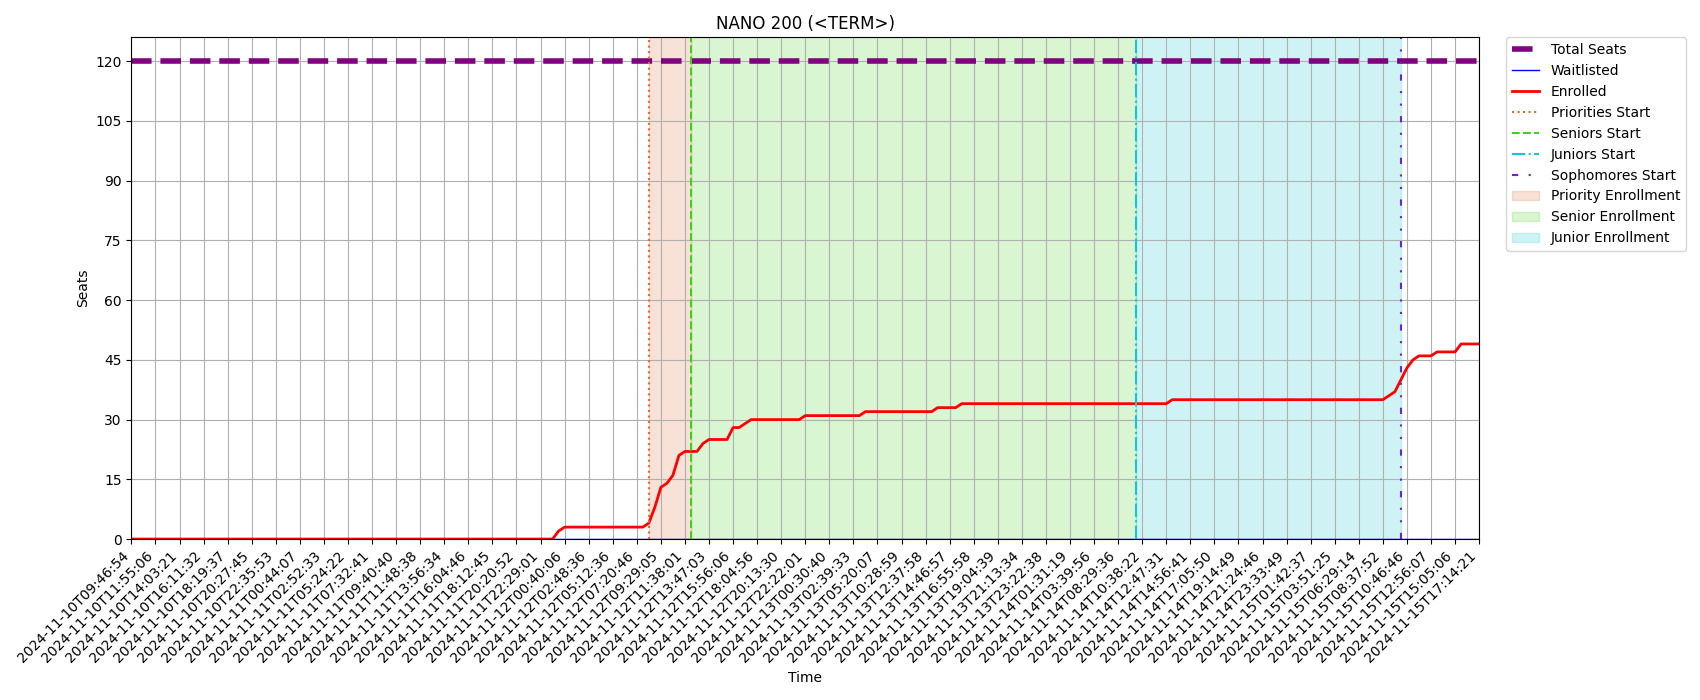 NANO 200 (<TERM>)
Seats
120
105
90
75
60
45
30
15
0
2024-11-10T09:46:54
2024-11-10T11:55:06
2024-11-10T14:03:21
2024-11-10T16:11:32
2024-11-10T18:19:37
2024-11-10T20:27:45
2024-11-10T22:35:53
2024-11-11T00:44:07
2024-11-11T02:52:33
2024-11-11T05:24:22
2024-11-11T07:32:41
2024-11-11T09:40:40
2024-11-11T11:48:38
2024-11-11T13:56:34
2024-11-11T16:04:46
2024-11-11T18:12:45
2024-11-11T20:20:52
2024-11-11T22:29:01
2024-11-12T00:40:06
2024-11-12T02:48:36
2024-11-12T05:12:36
2024-11-12T07:20:46
2024-11-12T09:29:05
2024-11-12T11:38:01
2024-11-12T13:47:03
2024-11-12T15:56:06
2024-11-12T18:04:56
2024-11-12T20:13:30
2024-11-12T22:22:01
2024-11-13T00:30:40
2024-11-13T02:39:33
2024-11-13T05:20:07
2024-11-13T10:28:59
2024-11-13T12:37:58
2024-11-13T14:46:57
2024-11-13T16:55:58
2024-11-13T19:04:39
2024-11-13T21:13:34
2024-11-13T23:22:38
2024-11-14T01:31:19
2024-11-14T03:39:56
2024-11-14T08:29:36
2024-11-14T10:38:22
2024-11-14T12:47:31
2024-11-14T14:56:41
2024-11-14T17:05:50
2024-11-14T19:14:49
2024-11-14T21:24:46
2024-11-14T23:33:49
2024-11-15T01:42:37
2024-11-15T03:51:25
2024-11-15T06:29:14
2024-11-15T08:37:52
2024-11-15T10:46:46
2024-11-15T12:56:07
2024-11-15T15:05:06
2024-11-15T17:14:21
Time
Total Seats
Waitlisted
Enrolled
Priorities Start
Seniors Start
Juniors Start
Sophomores Start
Priority Enrollment
Senior Enrollment
Junior Enrollment